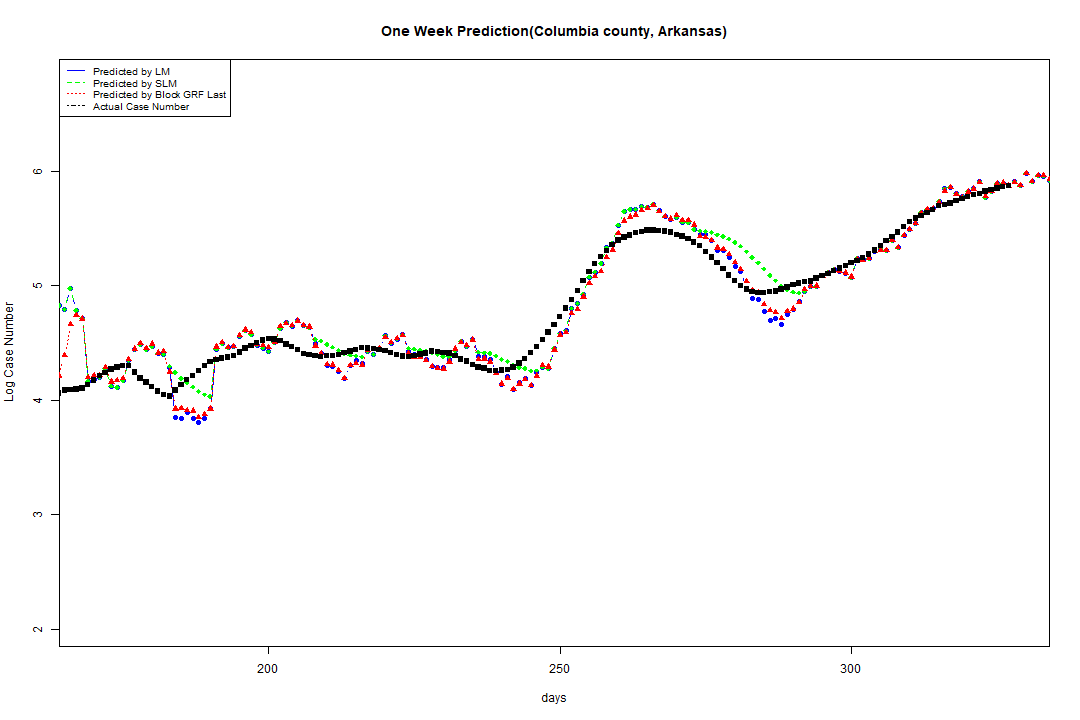 One Week Prediction(Columbia county, Arkansas)
Predicted by LM
Predicted by SLM
Predicted by Block GRF Last
Actual Case Number
6
5
4
3
2
Log Case Number
200 250 300
days